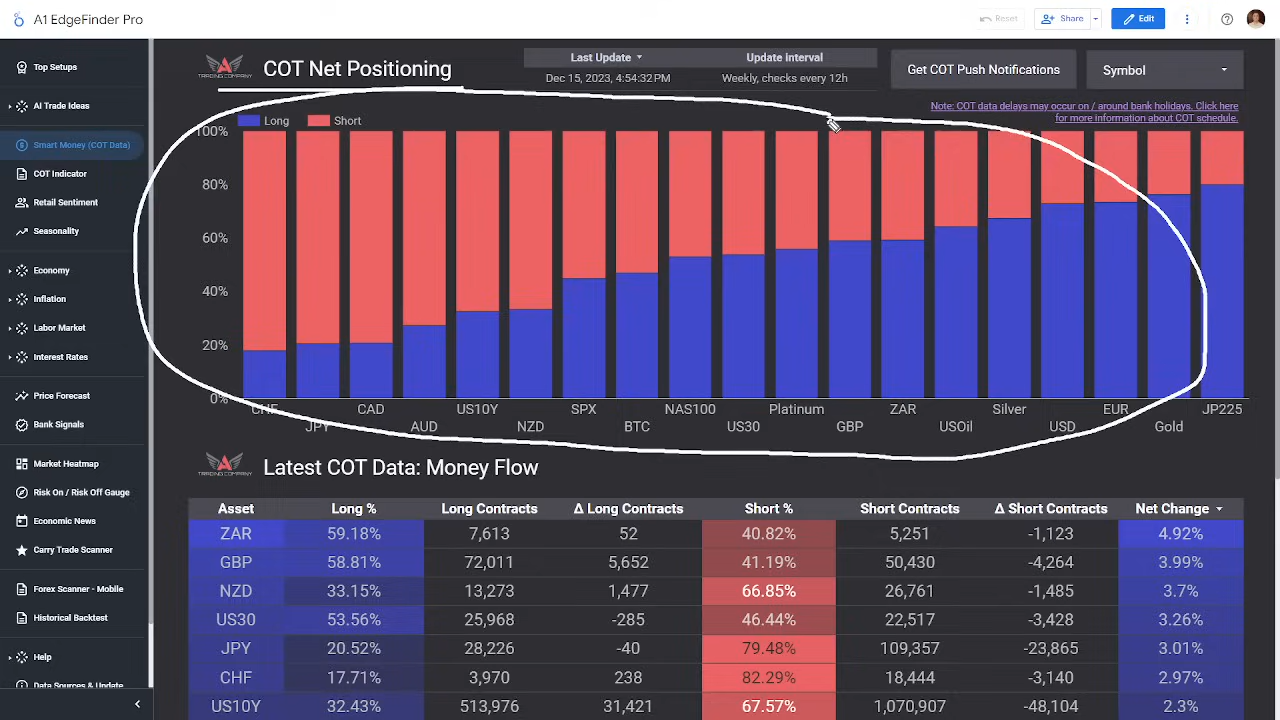 A1 EdgeFinder Pro
Reset
Share
Edit
Top Setups
AI Trade Ideas
Smart Money (COT Data)
COT Indicator
Retail Sentiment
Seasonality
Economy
Inflation
Labor Market
Interest Rates
Price Forecast
Bank Signals
Market Heatmap
Risk On / Risk Off Gauge
Economic News
Carry Trade Scanner
Forex Scanner - Mobile
Historical Backtest
Help
Data Sources & Update
TRADING COMPANY
COT Net Positioning
Last Update
Update interval
Dec 15, 2023, 4:54:32 PM
Weekly, checks every 12h
Get COT Push Notifications
Symbol
Note: COT data delays may occur on / around bank holidays. Click here
for more information about COT schedule.
Long
Short
100%
80%
60%
40%
20%
0%
CHF
JPY
CAD
AUD
US10Y
NZD
SPX
BTC
NAS100
US30
Platinum
GBP
ZAR
USOil
Silver
USD
EUR
Gold
JP225
TRADING COMPANY
Latest COT Data: Money Flow
Asset Long % Long Contracts Δ Long Contracts Short % Short Contracts Δ Short Contracts Net Change
ZAR 59.18% 7,613 52 40.82% 5,251 -1,123 4.92%
GBP 58.81% 72,011 5,652 41.19% 50,430 -4,264 3.99%
NZD 33.15% 13,273 1,477 66.85% 26,761 -1,485 3.7%
US30 53.56% 25,968 -285 46.44% 22,517 -3,428 3.26%
JPY 20.52% 28,226 -40 79.48% 109,357 -23,865 3.01%
CHF 17.71% 3,970 238 82.29% 18,444 -3,140 2.97%
US10Y 32.43% 513,976 31,421 67.57% 1,070,907 -48,104 2.3%